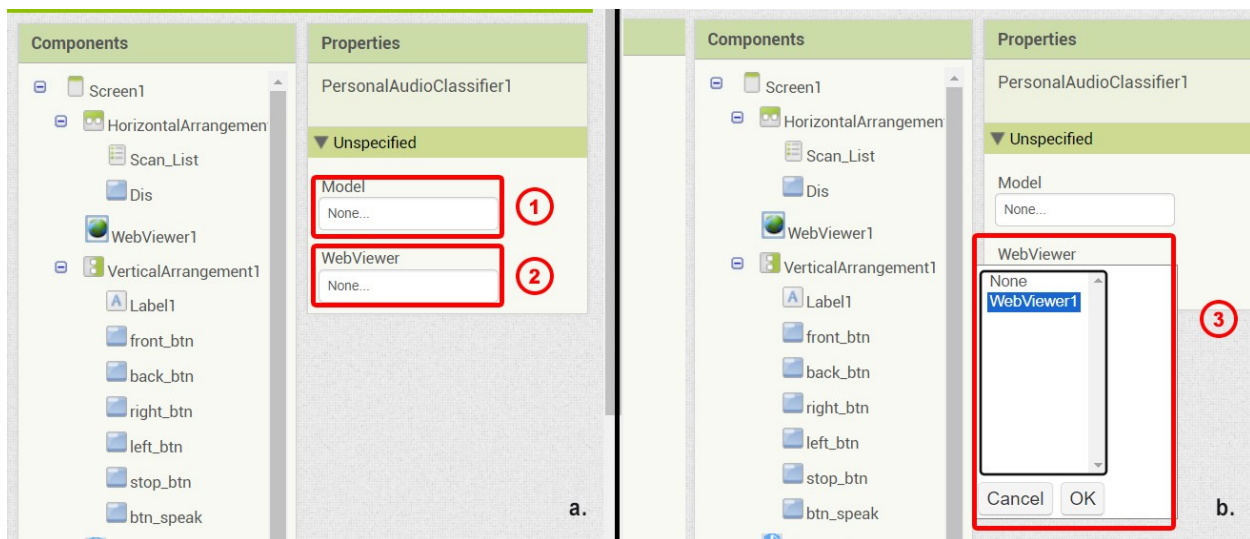 Components
Screen1
HorizontalArrangemen
Scan_List
Dis
WebViewer1
VerticalArrangement1
Label1
front_btn
back_btn
right_btn
left_btn
stop_btn
btn_speak
Properties
PersonalAudioClassifier1
Unspecified
Model
None...
1
WebViewer
None...
2
a.
Components
Screen1
HorizontalArrangemen
Scan_List
Dis
WebViewer1
VerticalArrangement1
Label1
front_btn
back_btn
right_btn
left_btn
stop_btn
btn_speak
Properties
PersonalAudioClassifier1
Unspecified
Model
None...
WebViewer
None
WebViewer1
3
Cancel OK
b.